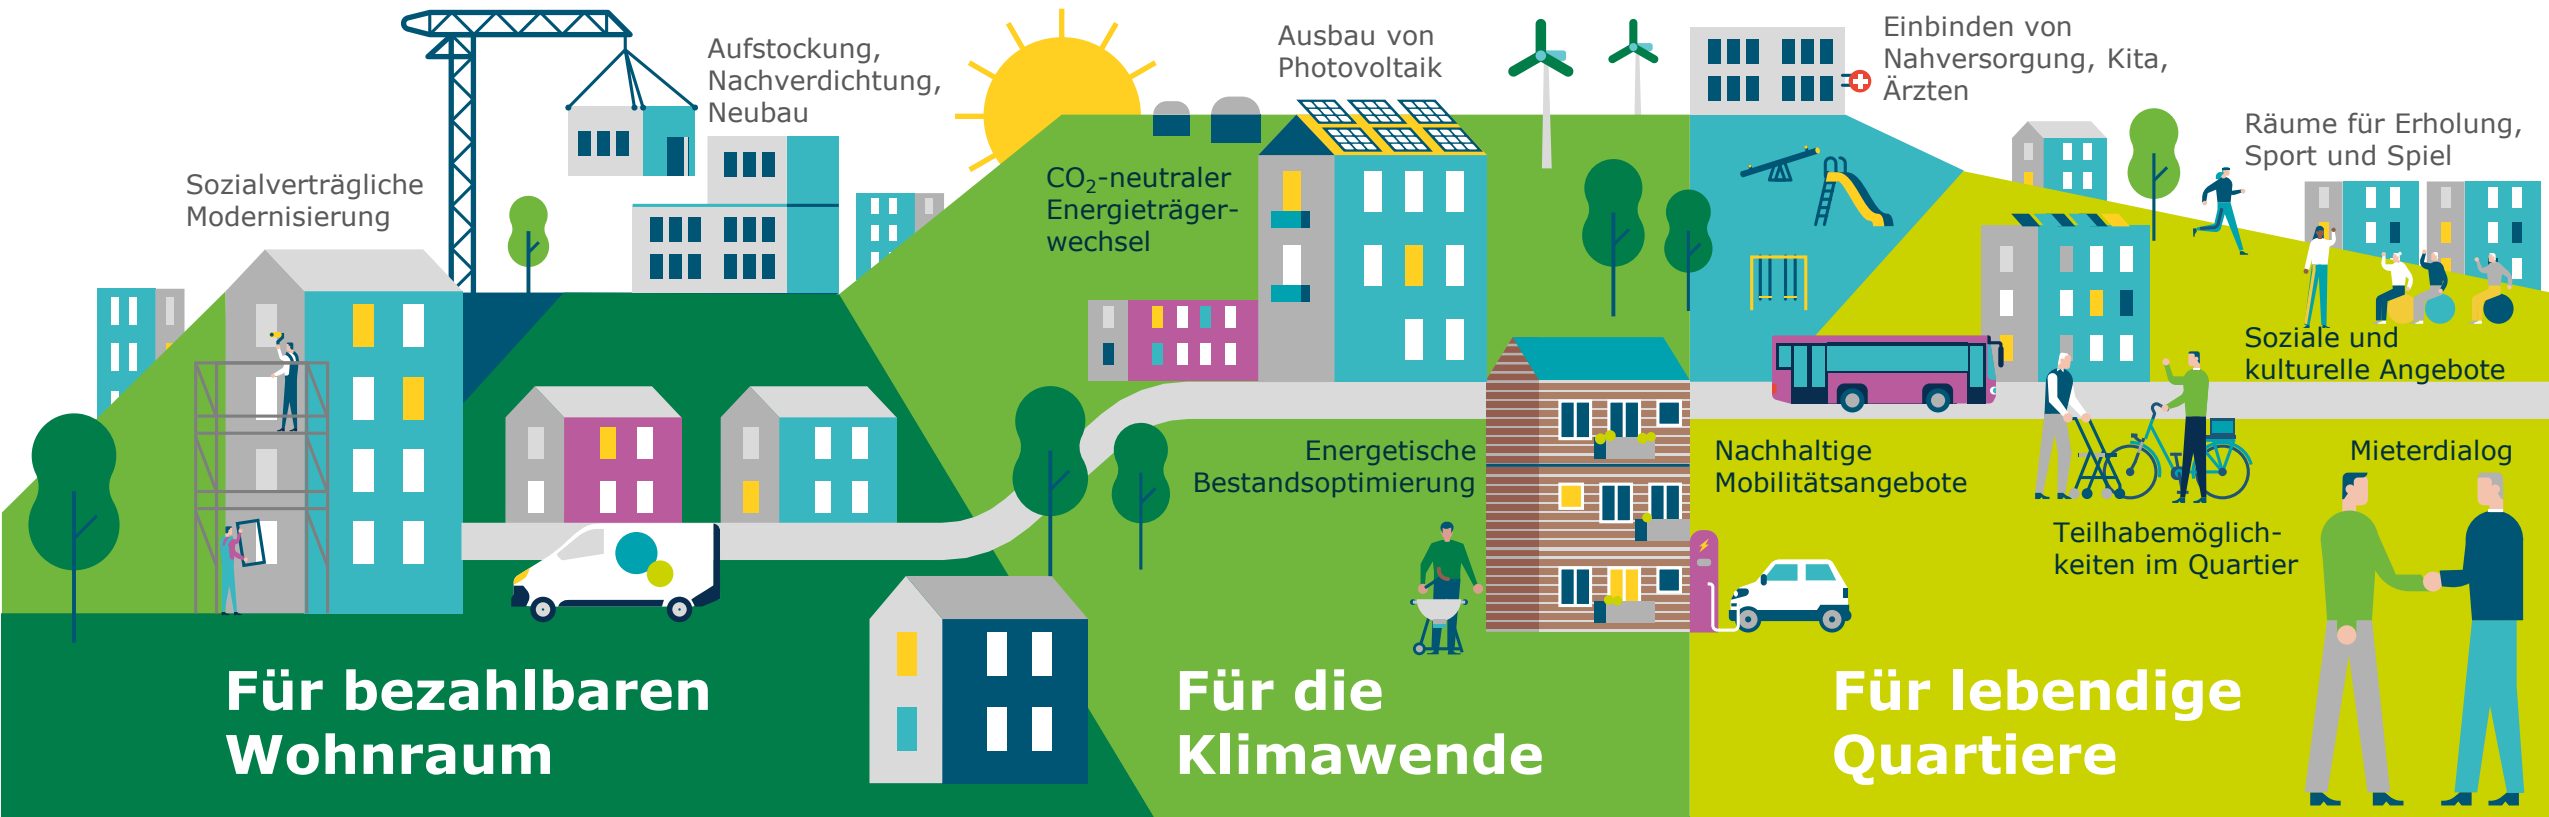 Sozialverträgliche
Modernisierung
Aufstockung,
Nachverdichtung,
Neubau
Für bezahlbaren
Wohnraum
CO₂-neutraler
Energieträger-
wechsel
Ausbau von
Photovoltaik
Energetische
Bestandsoptimierung
Für die
Klimawende
Einbinden von
Nahversorgung, Kita,
Ärzten
Räume für Erholung,
Sport und Spiel
Soziale und
kulturelle Angebote
Nachhaltige
Mobilitätsangebote
Teilhabemöglich-
keiten im Quartier
Mieterdialog
Für lebendige
Quartiere